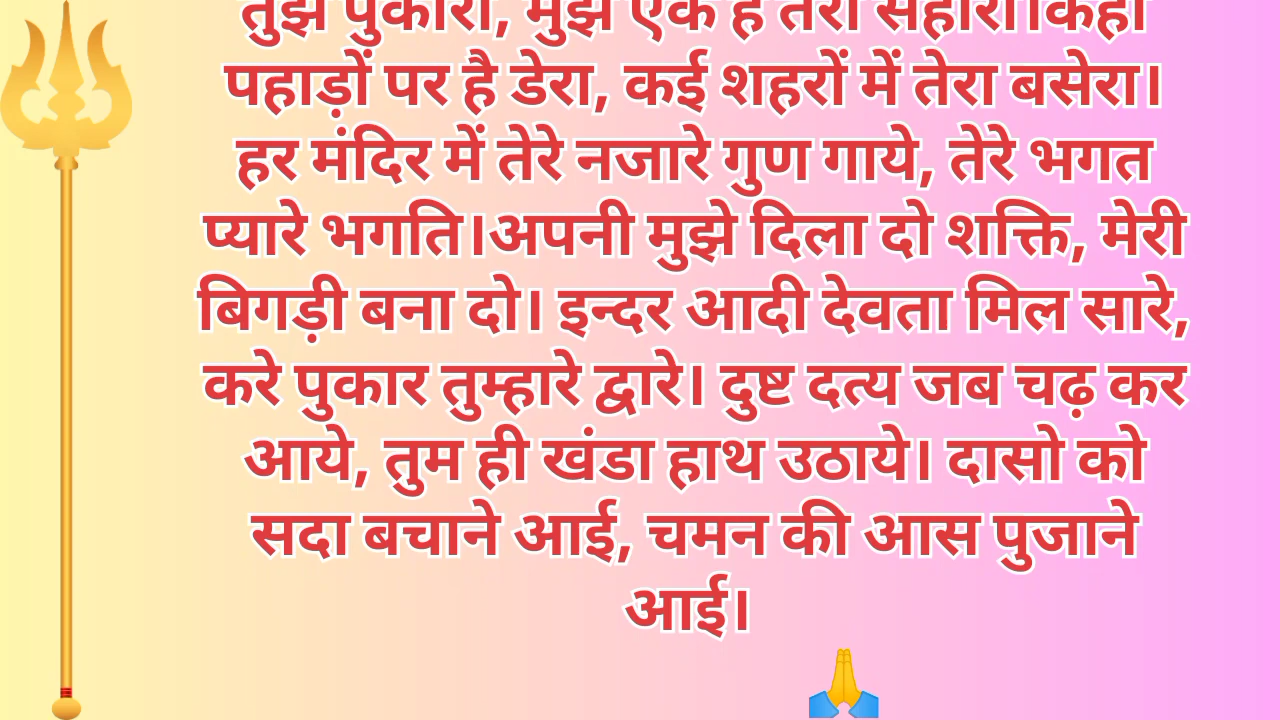 तुझे पुकारा, मुझे एक है तेरा सहारा।कही
पहाड़ों पर है डेरा, कई शहरों में तेरा बसेरा।
हर मंदिर में तेरे नजारे गुण गाये, तेरे भगत
प्यारे भगति।अपनी मुझे दिला दो शक्ति, मेरी
बिगड़ी बना दो। इन्दर आदी देवता मिल सारे,
करे पुकार तुम्हारे द्वारे। दुष्ट दत्य जब चढ़ कर
आये, तुम ही खंडा हाथ उठाये। दासो को
सदा बचाने आई, चमन की आस पुजाने
आई।